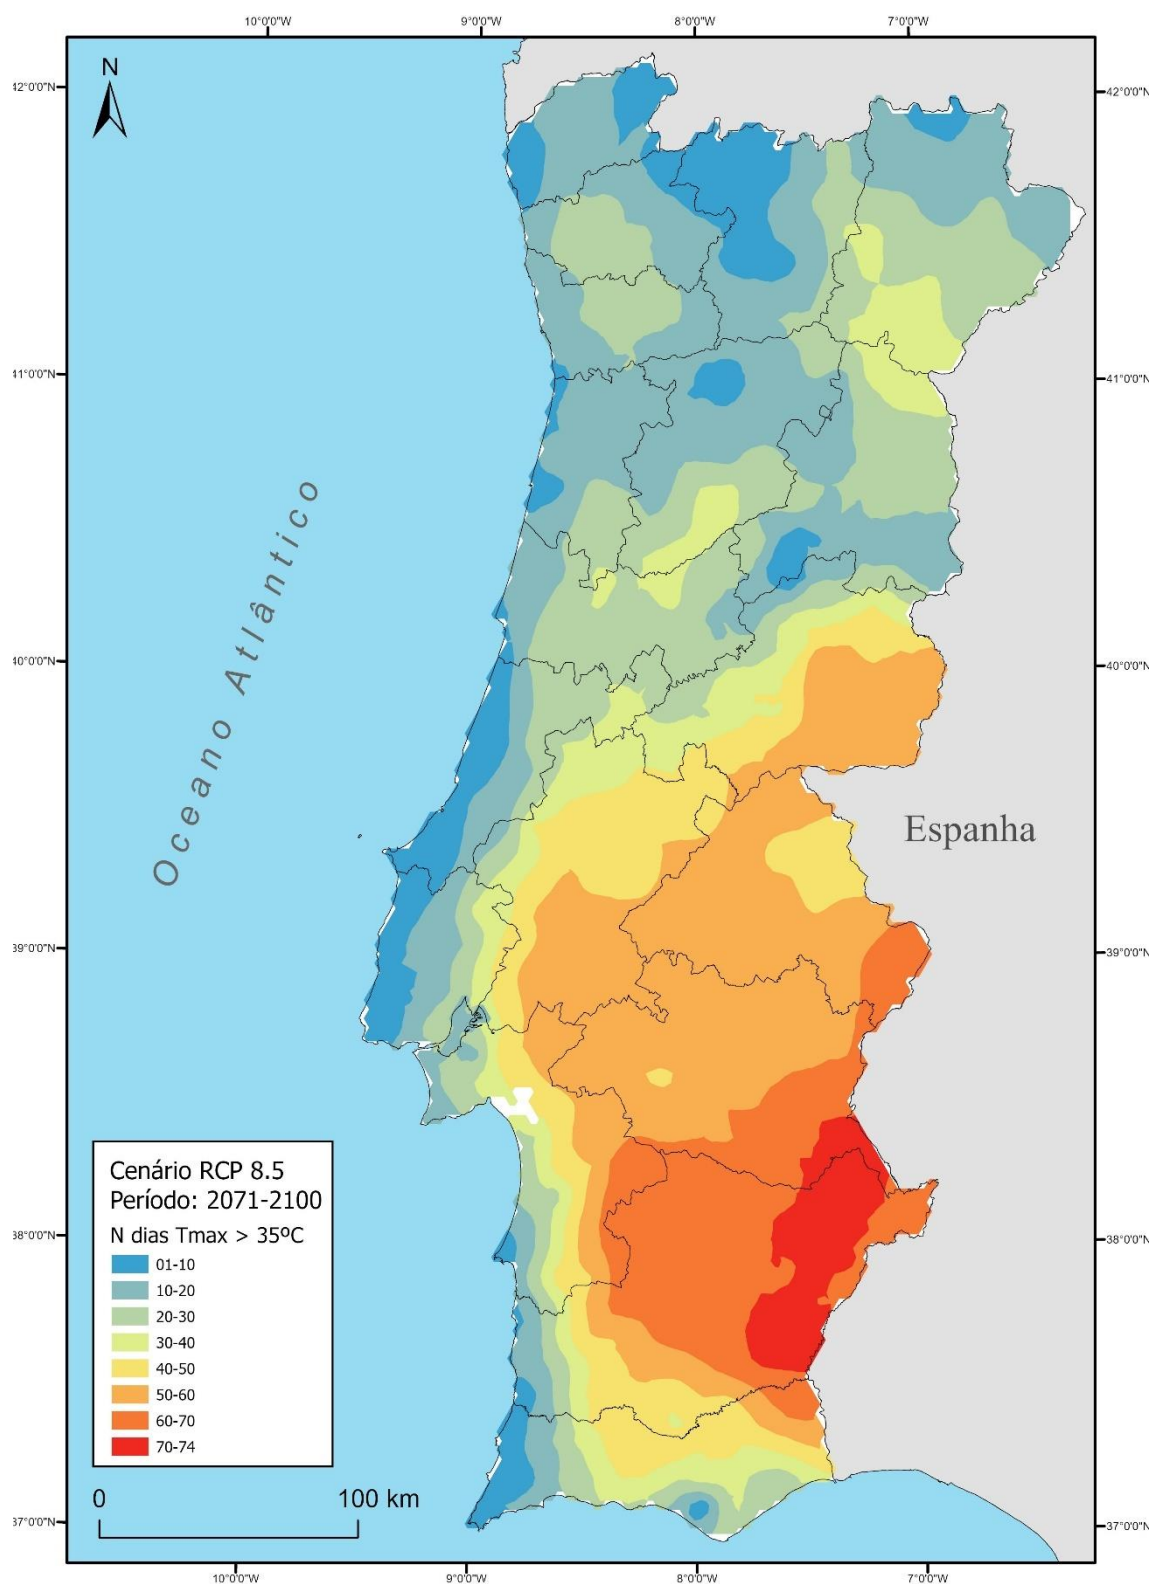 10°0'0"W 9°0'0"W 8°0'0"W 7°0'0"W
N
42°0'0"N 42°0'0"N
41°0'0"N 41°0'0"N
Oceano Atlântico
40°0'0"N 40°0'0"N
Espanha
39°0'0"N 39°0'0"N
38°0'0"N 38°0'0"N
Cenário RCP 8.5
Período: 2071-2100
N dias Tmax > 35ºC
01-10
10-20
20-30
30-40
40-50
50-60
60-70
70-74
0 100 km
37°0'0"N 37°0'0"N
10°0'0"W 9°0'0"W 8°0'0"W 7°0'0"W